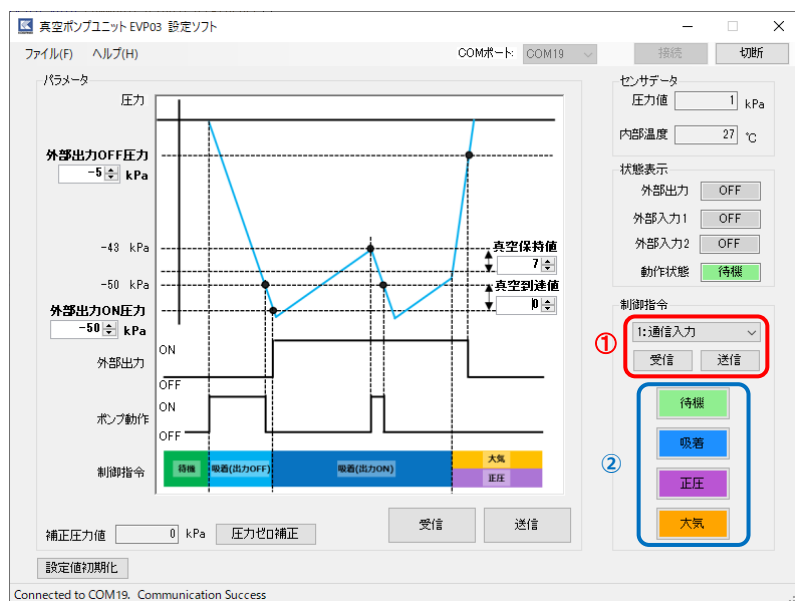 真空ポンプユニット EVP03 設定ソフト
ファイル(F) ヘルプ(H)
COMポート: COM19
接続
切断
パラメータ
圧力
外部出力OFF圧力
-5 kPa
-43 kPa
-50 kPa
外部出力ON圧力
-50 kPa
真空保持値
7
真空到達値
0
外部出力
ON
OFF
ポンプ動作
ON
OFF
制御指令
待機
吸着(出力OFF)
吸着(出力ON)
大気
正圧
補正圧力値 0 kPa
圧力ゼロ補正
受信
送信
設定値初期化
センサデータ
圧力値 1 kPa
内部温度 27 ℃
状態表示
外部出力 OFF
外部入力1 OFF
外部入力2 OFF
動作状態 待機
制御指令
①
1:通信入力
受信 送信
②
待機
吸着
正圧
大気
Connected to COM19. Communication Success